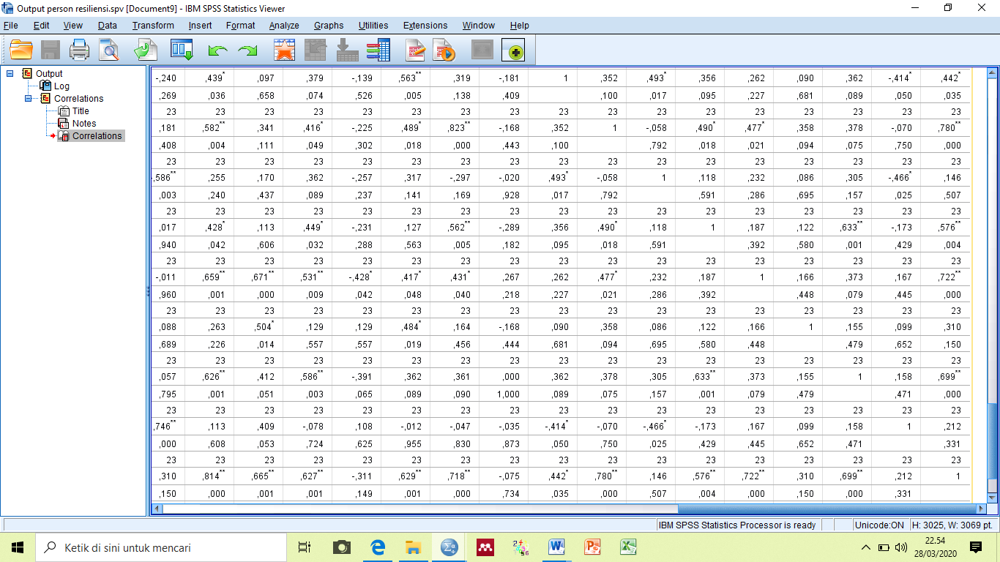 Output person resiliensi.spv [Document9] - IBM SPSS Statistics Viewer
File Edit View Data Transform Insert Format Analyze Graphs Utilities Extensions Window Help
Output
Log
Correlations
Title
Notes
Correlations
-,240 ,439* ,097 ,379 -,139 ,563** ,319 -,181 1 ,352 ,493* ,356 ,262 ,090 ,362 -,414* ,442*
,269 ,036 ,658 ,074 ,526 ,005 ,138 ,409 ,100 ,017 ,095 ,227 ,681 ,089 ,050 ,035
23 23 23 23 23 23 23 23 23 23 23 23 23 23 23 23 23
,181 ,582** ,341 ,416* -,225 ,489* ,823** -,168 ,352 1 -,058 ,490* ,477* ,358 ,378 -,070 ,780**
,408 ,004 ,111 ,049 ,302 ,018 ,000 ,443 ,100 ,792 ,018 ,021 ,094 ,075 ,750 ,000
23 23 23 23 23 23 23 23 23 23 23 23 23 23 23 23 23
-,586** ,255 ,170 ,362 -,257 ,317 -,297 -,020 ,493* -,058 1 ,118 ,232 ,086 ,305 -,466* ,146
,003 ,240 ,437 ,089 ,237 ,141 ,169 ,928 ,017 ,792 ,591 ,286 ,695 ,157 ,025 ,507
23 23 23 23 23 23 23 23 23 23 23 23 23 23 23 23 23
,017 ,428* ,113 ,449* -,231 ,127 ,562** -,289 ,356 ,490* ,118 1 ,187 ,122 ,633** -,173 ,576**
,940 ,042 ,606 ,032 ,288 ,563 ,005 ,182 ,095 ,018 ,591 ,392 ,580 ,001 ,429 ,004
23 23 23 23 23 23 23 23 23 23 23 23 23 23 23 23 23
-,011 ,659** ,671** ,531** -,428* ,417* ,431* ,267 ,262 ,477* ,232 ,187 1 ,166 ,373 ,167 ,722**
,960 ,001 ,000 ,009 ,042 ,048 ,040 ,218 ,227 ,021 ,286 ,392 ,448 ,079 ,445 ,000
23 23 23 23 23 23 23 23 23 23 23 23 23 23 23 23 23
,088 ,263 ,504* ,129 ,129 ,484* ,164 -,168 ,090 ,358 ,086 ,122 ,166 1 ,155 ,099 ,310
,689 ,226 ,014 ,557 ,557 ,019 ,456 ,444 ,681 ,094 ,695 ,580 ,448 ,479 ,652 ,150
23 23 23 23 23 23 23 23 23 23 23 23 23 23 23 23 23
,057 ,626** ,412 ,586** -,391 ,362 ,361 ,000 ,362 ,378 ,305 ,633** ,373 ,155 1 ,158 ,699**
,795 ,001 ,051 ,003 ,065 ,089 ,090 1,000 ,089 ,075 ,157 ,001 ,079 ,479 ,471 ,000
23 23 23 23 23 23 23 23 23 23 23 23 23 23 23 23 23
,746** ,113 ,409 -,078 ,108 -,012 -,047 -,035 -,414* -,070 -,466* -,173 ,167 ,099 ,158 1 ,212
,000 ,608 ,053 ,724 ,625 ,955 ,830 ,873 ,050 ,750 ,025 ,429 ,445 ,652 ,471 ,331
23 23 23 23 23 23 23 23 23 23 23 23 23 23 23 23 23
,310 ,814** ,665** ,627** -,311 ,629** ,718** -,075 ,442* ,780** ,146 ,576** ,722** ,310 ,699** ,212 1
,150 ,000 ,001 ,001 ,149 ,001 ,000 ,734 ,035 ,000 ,507 ,004 ,000 ,150 ,000 ,331
IBM SPSS Statistics Processor is ready Unicode:ON H: 3025, W: 3069 pt.
Ketik di sini untuk mencari
22.54
28/03/2020